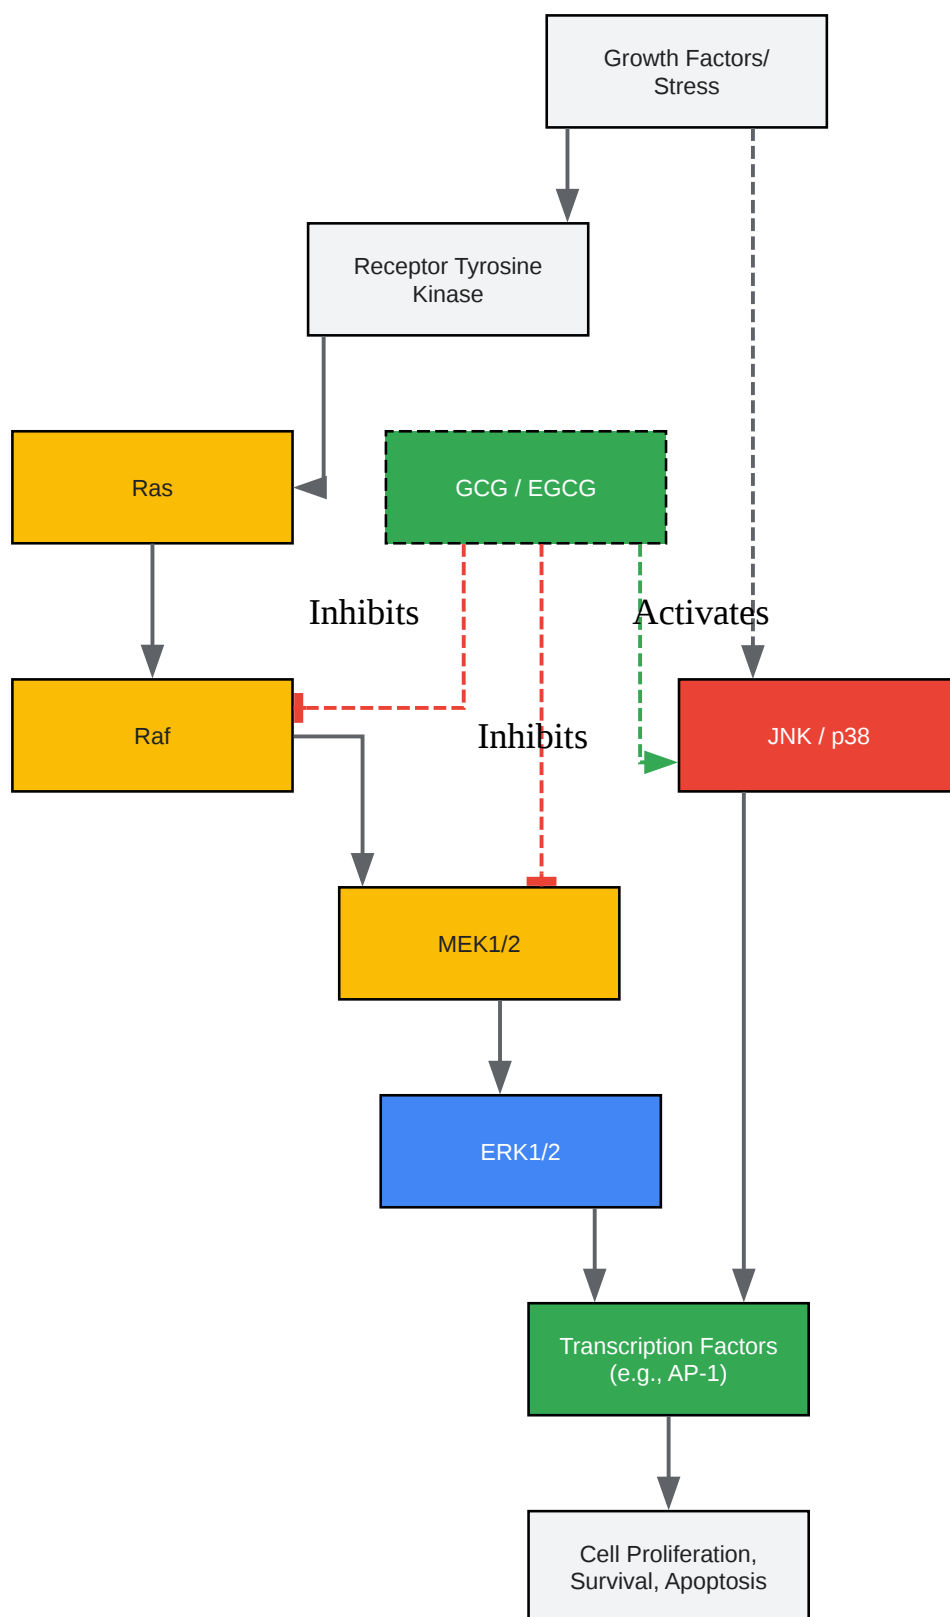 Growth Factors/
Stress
Receptor Tyrosine
Kinase
Ras
GCG / EGCG
Inhibits
Activates
Raf
Inhibits
JNK / p38
MEK1/2
ERK1/2
Transcription Factors
(e.g., AP-1)
Cell Proliferation,
Survival, Apoptosis